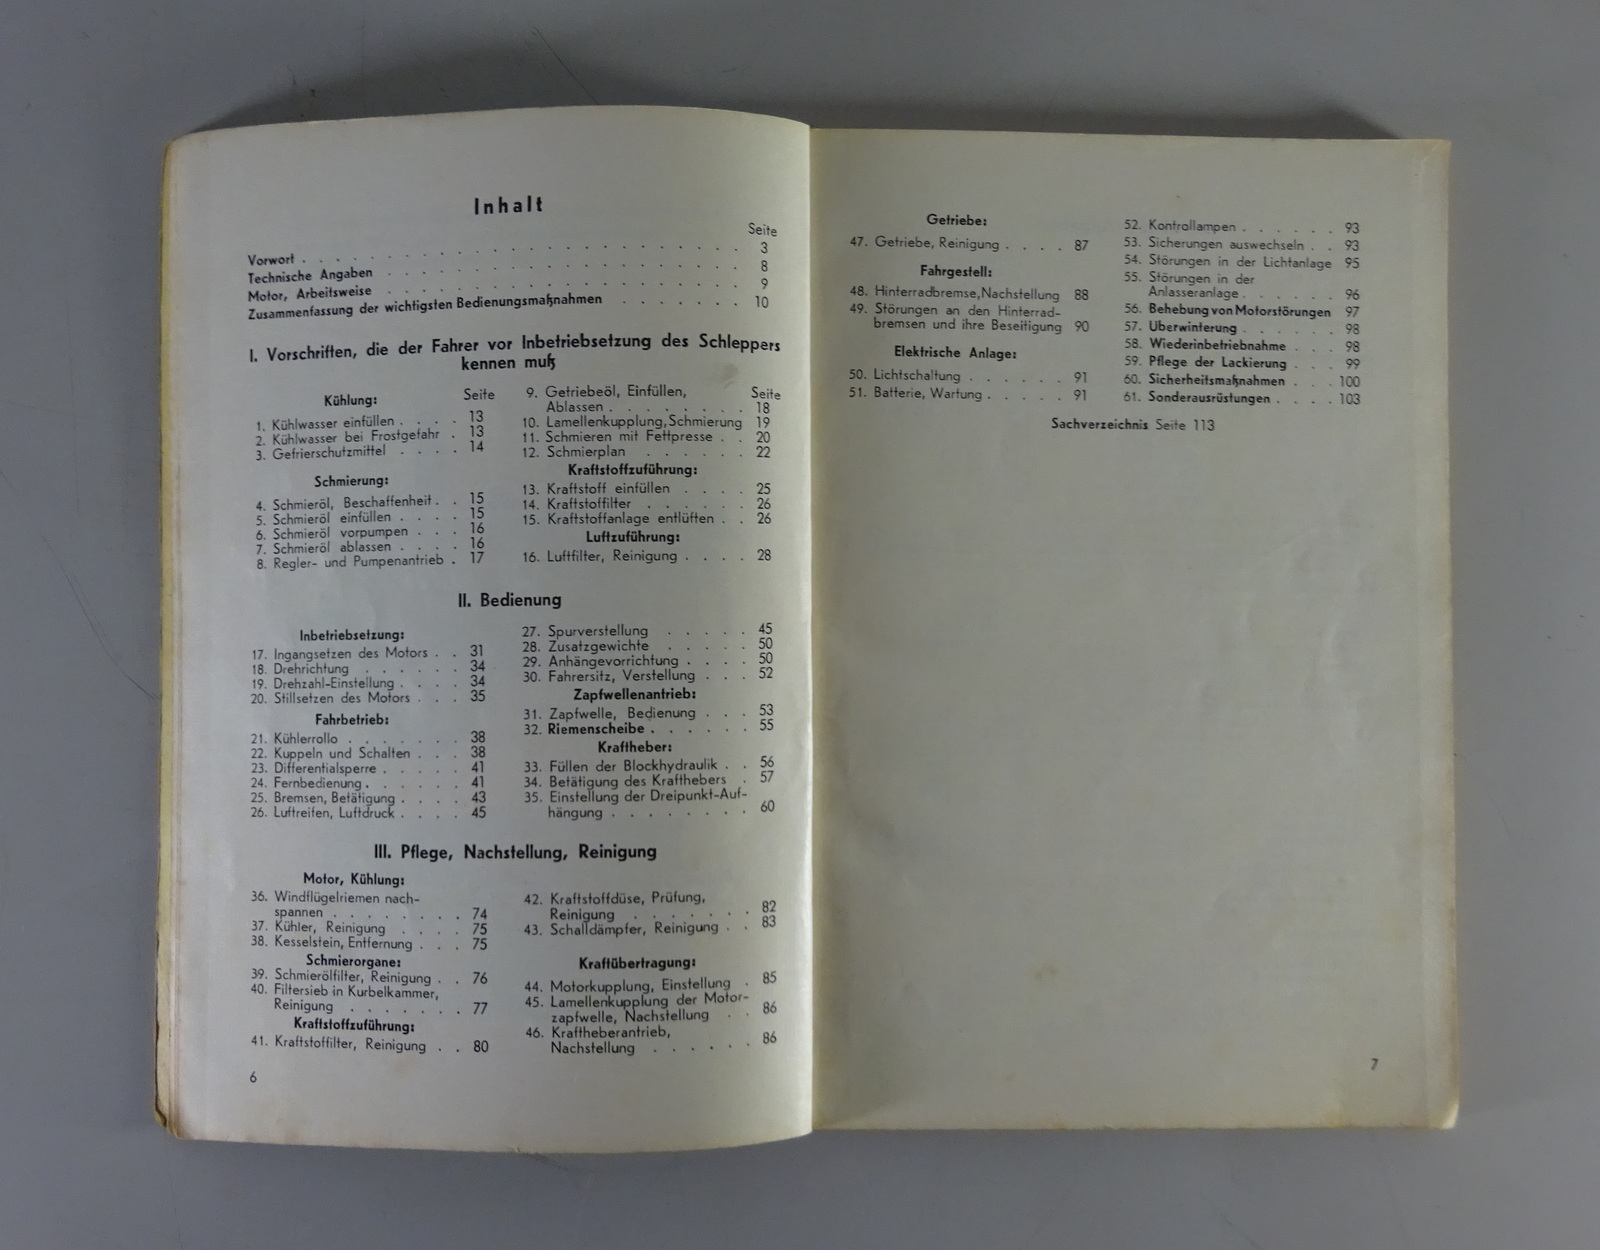 Inhalt
Seite
Vorwort . . . . . . . . . . . . . . . . . . 3
Technische Angaben . . . . . . . . . . . . . . . 8
Motor, Arbeitsweise . . . . . . . . . . . . . . . 9
Zusammenfassung der wichtigsten Bedienungsmaßnahmen . . . . . . . 10
I. Vorschriften, die der Fahrer vor Inbetriebsetzung des Schleppers
kennen muß
Kühlung: Seite
1. Kühlwasser einfüllen . . . . 13
2. Kühlwasser bei Frostgefahr . 13
3. Gefrierschutzmittel . . . . 14
Schmierung:
4. Schmieröl, Beschaffenheit . . 15
5. Schmieröl einfüllen . . . . 15
6. Schmieröl vorpumpen . . . 16
7. Schmieröl ablassen . . . . 16
8. Regler- und Pumpenantrieb . 17
9. Getriebeöl, Einfüllen, Seite
Ablassen . . . . . . . . 18
10. Lamellenkupplung, Schmierung 19
11. Schmieren mit Fettpresse . . 20
12. Schmierplan . . . . . . 22
Kraftstoffzuführung:
13. Kraftstoff einfüllen . . . . 25
14. Kraftstoffilter . . . . . . 26
15. Kraftstoffanlage entlüften . . 26
Luftzuführung:
16. Luftfilter, Reinigung . . . . 28
II. Bedienung
Inbetriebsetzung:
17. Ingangsetzen des Motors . . 31
18. Drehrichtung . . . . . . 34
19. Drehzahl-Einstellung . . . . 34
20. Stillsetzen des Motors . . . 35
Fahrbetrieb:
21. Kühlerrollo . . . . . . . 38
22. Kuppeln und Schalten . . . 38
23. Differentialsperre . . . . . 41
24. Fernbedienung . . . . . . 41
25. Bremsen, Betätigung . . . . 43
26. Luftreifen, Luftdruck . . . . 45
27. Spurverstellung . . . . . 45
28. Zusatzgewichte . . . . . 50
29. Anhängevorrichtung . . . . 50
30. Fahrersitz, Verstellung . . . 52
Zapfwellenantrieb:
31. Zapfwelle, Bedienung . . . 53
32. Riemenscheibe . . . . . . 55
Kraftheber:
33. Füllen der Blockhydraulik . . 56
34. Betätigung des Krafthebers . 57
35. Einstellung der Dreipunkt-Auf-
hängung . . . . . . . . 60
III. Pflege, Nachstellung, Reinigung
Motor, Kühlung:
36. Windflügelriemen nach-
spannen . . . . . . . . 74
37. Kühler, Reinigung . . . . 75
38. Kesselstein, Entfernung . . . 75
Schmierorgane:
39. Schmierölfilter, Reinigung . . 76
40. Filtersieb in Kurbelkammer,
Reinigung . . . . . . . 77
Kraftstoffzuführung:
41. Kraftstoffilter, Reinigung . . 80
42. Kraftstoffdüse, Prüfung,
Reinigung . . . . . . . 82
43. Schalldämpfer, Reinigung . . 83
Kraftübertragung:
44. Motorkupplung, Einstellung . 85
45. Lamellenkupplung der Motor-
zapfwelle, Nachstellung . . 86
46. Kraftheberantrieb,
Nachstellung . . . . . . 86
6
Getriebe:
47. Getriebe, Reinigung . . . . 87
Fahrgestell:
48. Hinterradbremse, Nachstellung 88
49. Störungen an den Hinterrad-
bremsen und ihre Beseitigung 90
Elektrische Anlage:
50. Lichtschaltung . . . . . . 91
51. Batterie, Wartung . . . . . 91
52. Kontrollampen . . . . . . 93
53. Sicherungen auswechseln . . 93
54. Störungen in der Lichtanlage 95
55. Störungen in der
Anlasseranlage . . . . . . 96
56. Behebung von Motorstörungen 97
57. Überwinterung . . . . . . 98
58. Wiederinbetriebnahme . . . 98
59. Pflege der Lackierung . . . 99
60. Sicherheitsmaßnahmen . . . 100
61. Sonderausrüstungen . . . . 103
Sachverzeichnis Seite 113
7